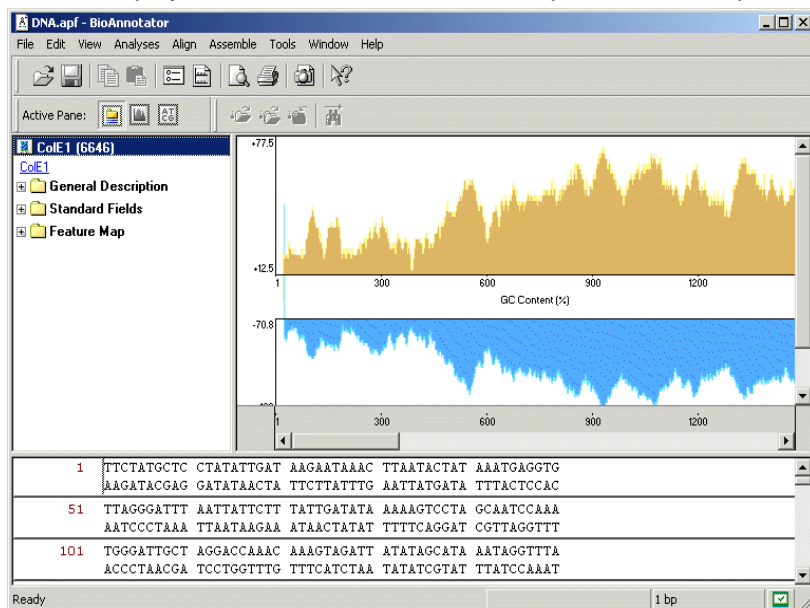 DNA.apf - BioAnnotator
File Edit View Analyses Align Assemble Tools Window Help
Active Pane:
ColE1 (6646)
ColE1
General Description
Standard Fields
Feature Map
+77.5
+12.5
1 300 600 900 1200
GC Content (%)
-70.8
1 300 600 900 1200
1 TTCTATGCTC CTATATTGAT AAGAATAAAC TTAATACTAT AAATGAGGTG
AAGATACGAG GATATAACTA TTCTTATTTG AATTATGATA TTTACTCCAC
51 TTAGGGATTT AATTATTCTT TATTGATATA AAAAGTCCTA GCAATCCAAA
AATCCCTAAA TTAATAAGAA ATAACTATAT TTTTCAGGAT CGTTAGGTTT
101 TGGGATTGCT AGGACCAAAC AAAGTAGATT ATATAGCATA AATAGGTTTA
ACCCTAACGA TCCTGGTTTG TTTCATCTAA TATATCGTAT TTATCCAAAT
Ready 1 bp